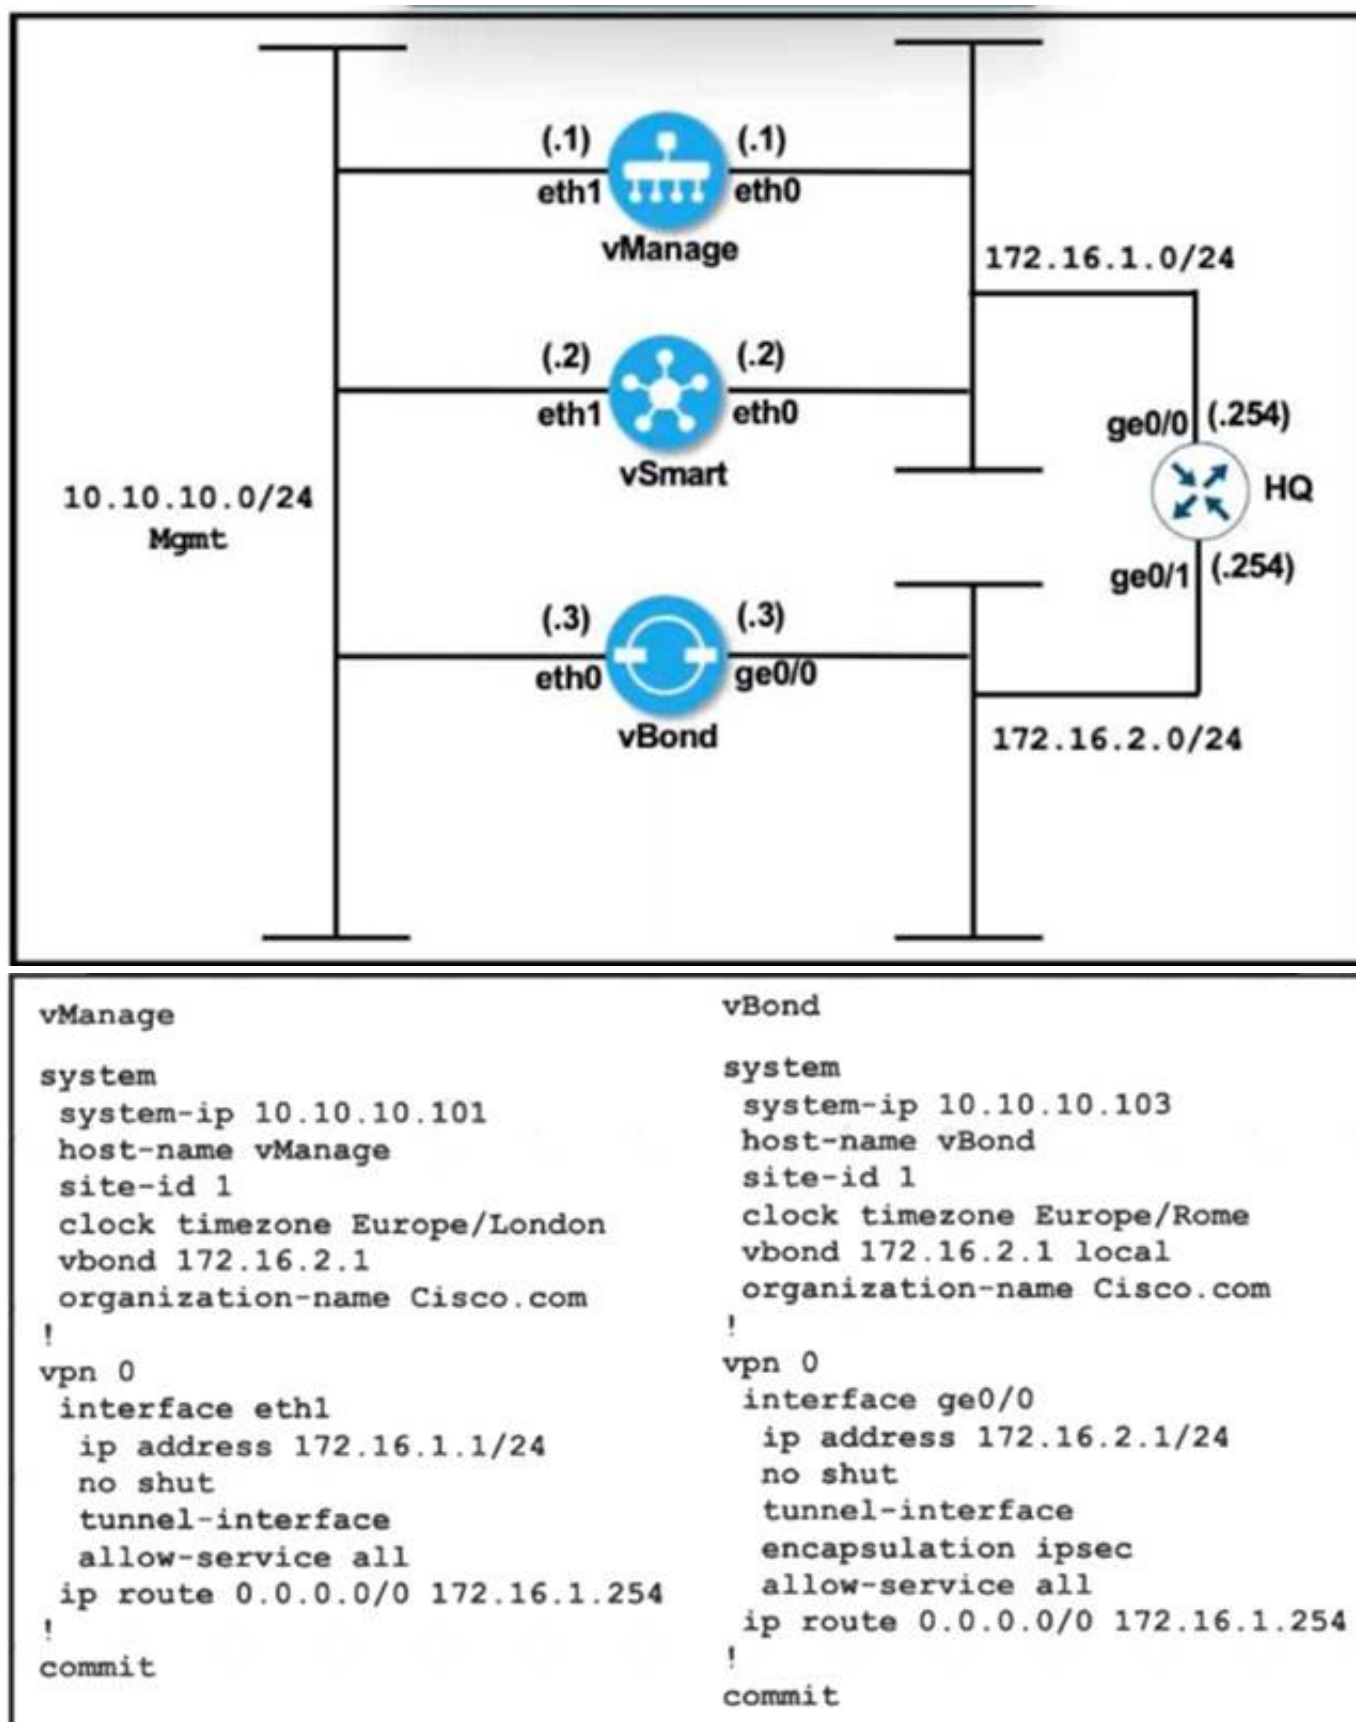 (.1)
(.1)
eth1
eth0
vManage
172.16.1.0/24
(.2)
(.2)
eth1
eth0
vSmart
ge0/0
(.254)
HQ
10.10.10.0/24
Mgmt
ge0/1
(.254)
(.3)
(.3)
eth0
ge0/0
vBond
172.16.2.0/24
vManage
system
system-ip 10.10.10.101
host-name vManage
site-id 1
clock timezone Europe/London
vbond 172.16.2.1
organization-name Cisco.com
!
vpn 0
interface eth1
ip address 172.16.1.1/24
no shut
tunnel-interface
allow-service all
ip route 0.0.0.0/0 172.16.1.254
!
commit
vBond
system
system-ip 10.10.10.103
host-name vBond
site-id 1
clock timezone Europe/Rome
vbond 172.16.2.1 local
organization-name Cisco.com
!
vpn 0
interface ge0/0
ip address 172.16.2.1/24
no shut
tunnel-interface
encapsulation ipsec
allow-service all
ip route 0.0.0.0/0 172.16.1.254
!
commit